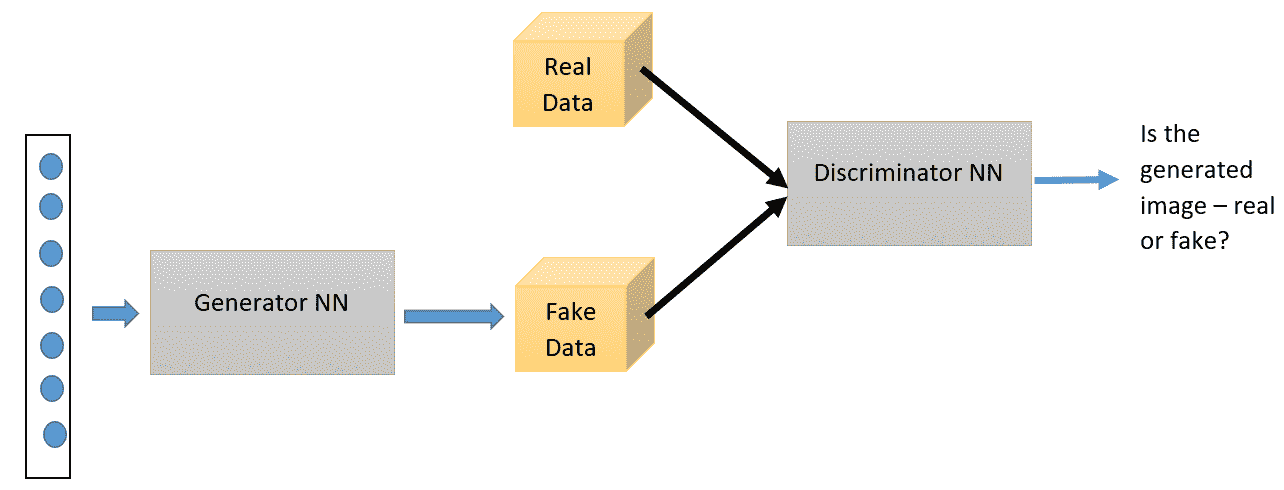 Real
Data
Is the
generated
image – real
or fake?
Discriminator NN
Generator NN
Fake
Data